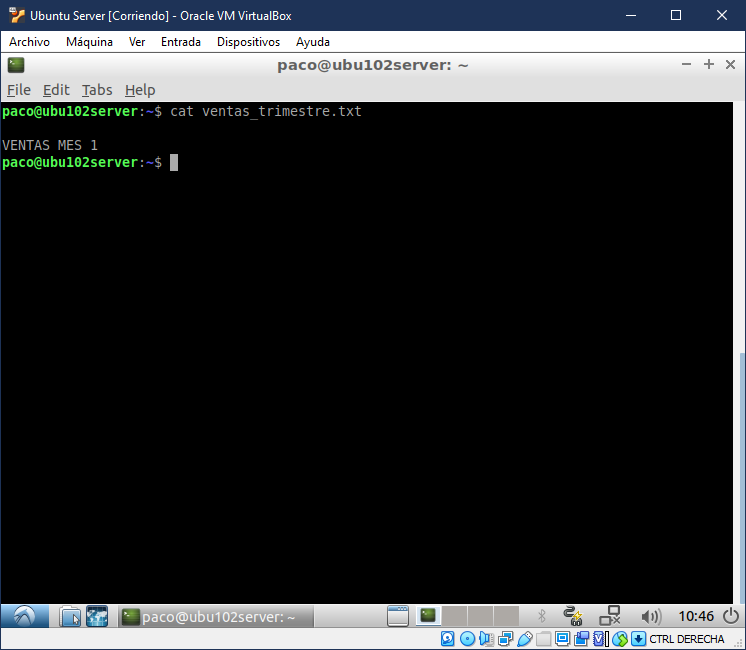 Ubuntu Server [Corriendo] - Oracle VM VirtualBox
Archivo Máquina Ver Entrada Dispositivos Ayuda
paco@ubu102server: ~
File Edit Tabs Help
paco@ubu102server:~$ cat ventas_trimestre.txt
VENTAS MES 1
paco@ubu102server:~$
paco@ubu102server: ~ 10:46
CTRL DERECHA